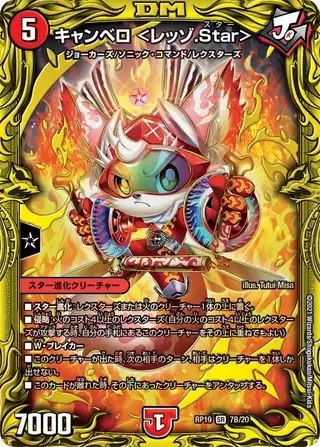 DM
5
キャンベロ <レッゾ.Star>
スター
ジョーカーズ/ソニック・コマンド/レクスターズ
J
スター進化クリーチャー
illus. Tutui Misa
■スター進化:レクスターズまたは火のクリーチャー1体の上に置く。
■侵略:火のコスト4以上のレクスターズ(自分の火のコスト4以上のレクスターズが攻撃する時、自分の手札にあるこのクリーチャーをその上に重ねてもよい)
■W・ブレイカー
■このクリーチャーが出た時、次の相手のターン、相手はクリーチャーを1体しか出せない。
■このカードが離れた時、その下にあったクリーチャーをアンタップする。
7000
J
RP19 SR 7B/20